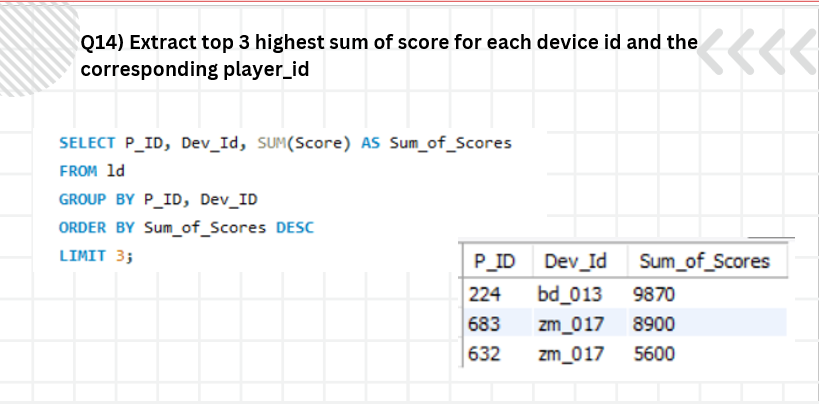 Q14) Extract top 3 highest sum of score for each device id and the
corresponding player_id
SELECT P_ID, Dev_Id, SUM(Score) AS Sum_of_Scores
FROM ld
GROUP BY P_ID, Dev_ID
ORDER BY Sum_of_Scores DESC
LIMIT 3;
P_ID Dev_Id Sum_of_Scores
224 bd_013 9870
683 zm_017 8900
632 zm_017 5600